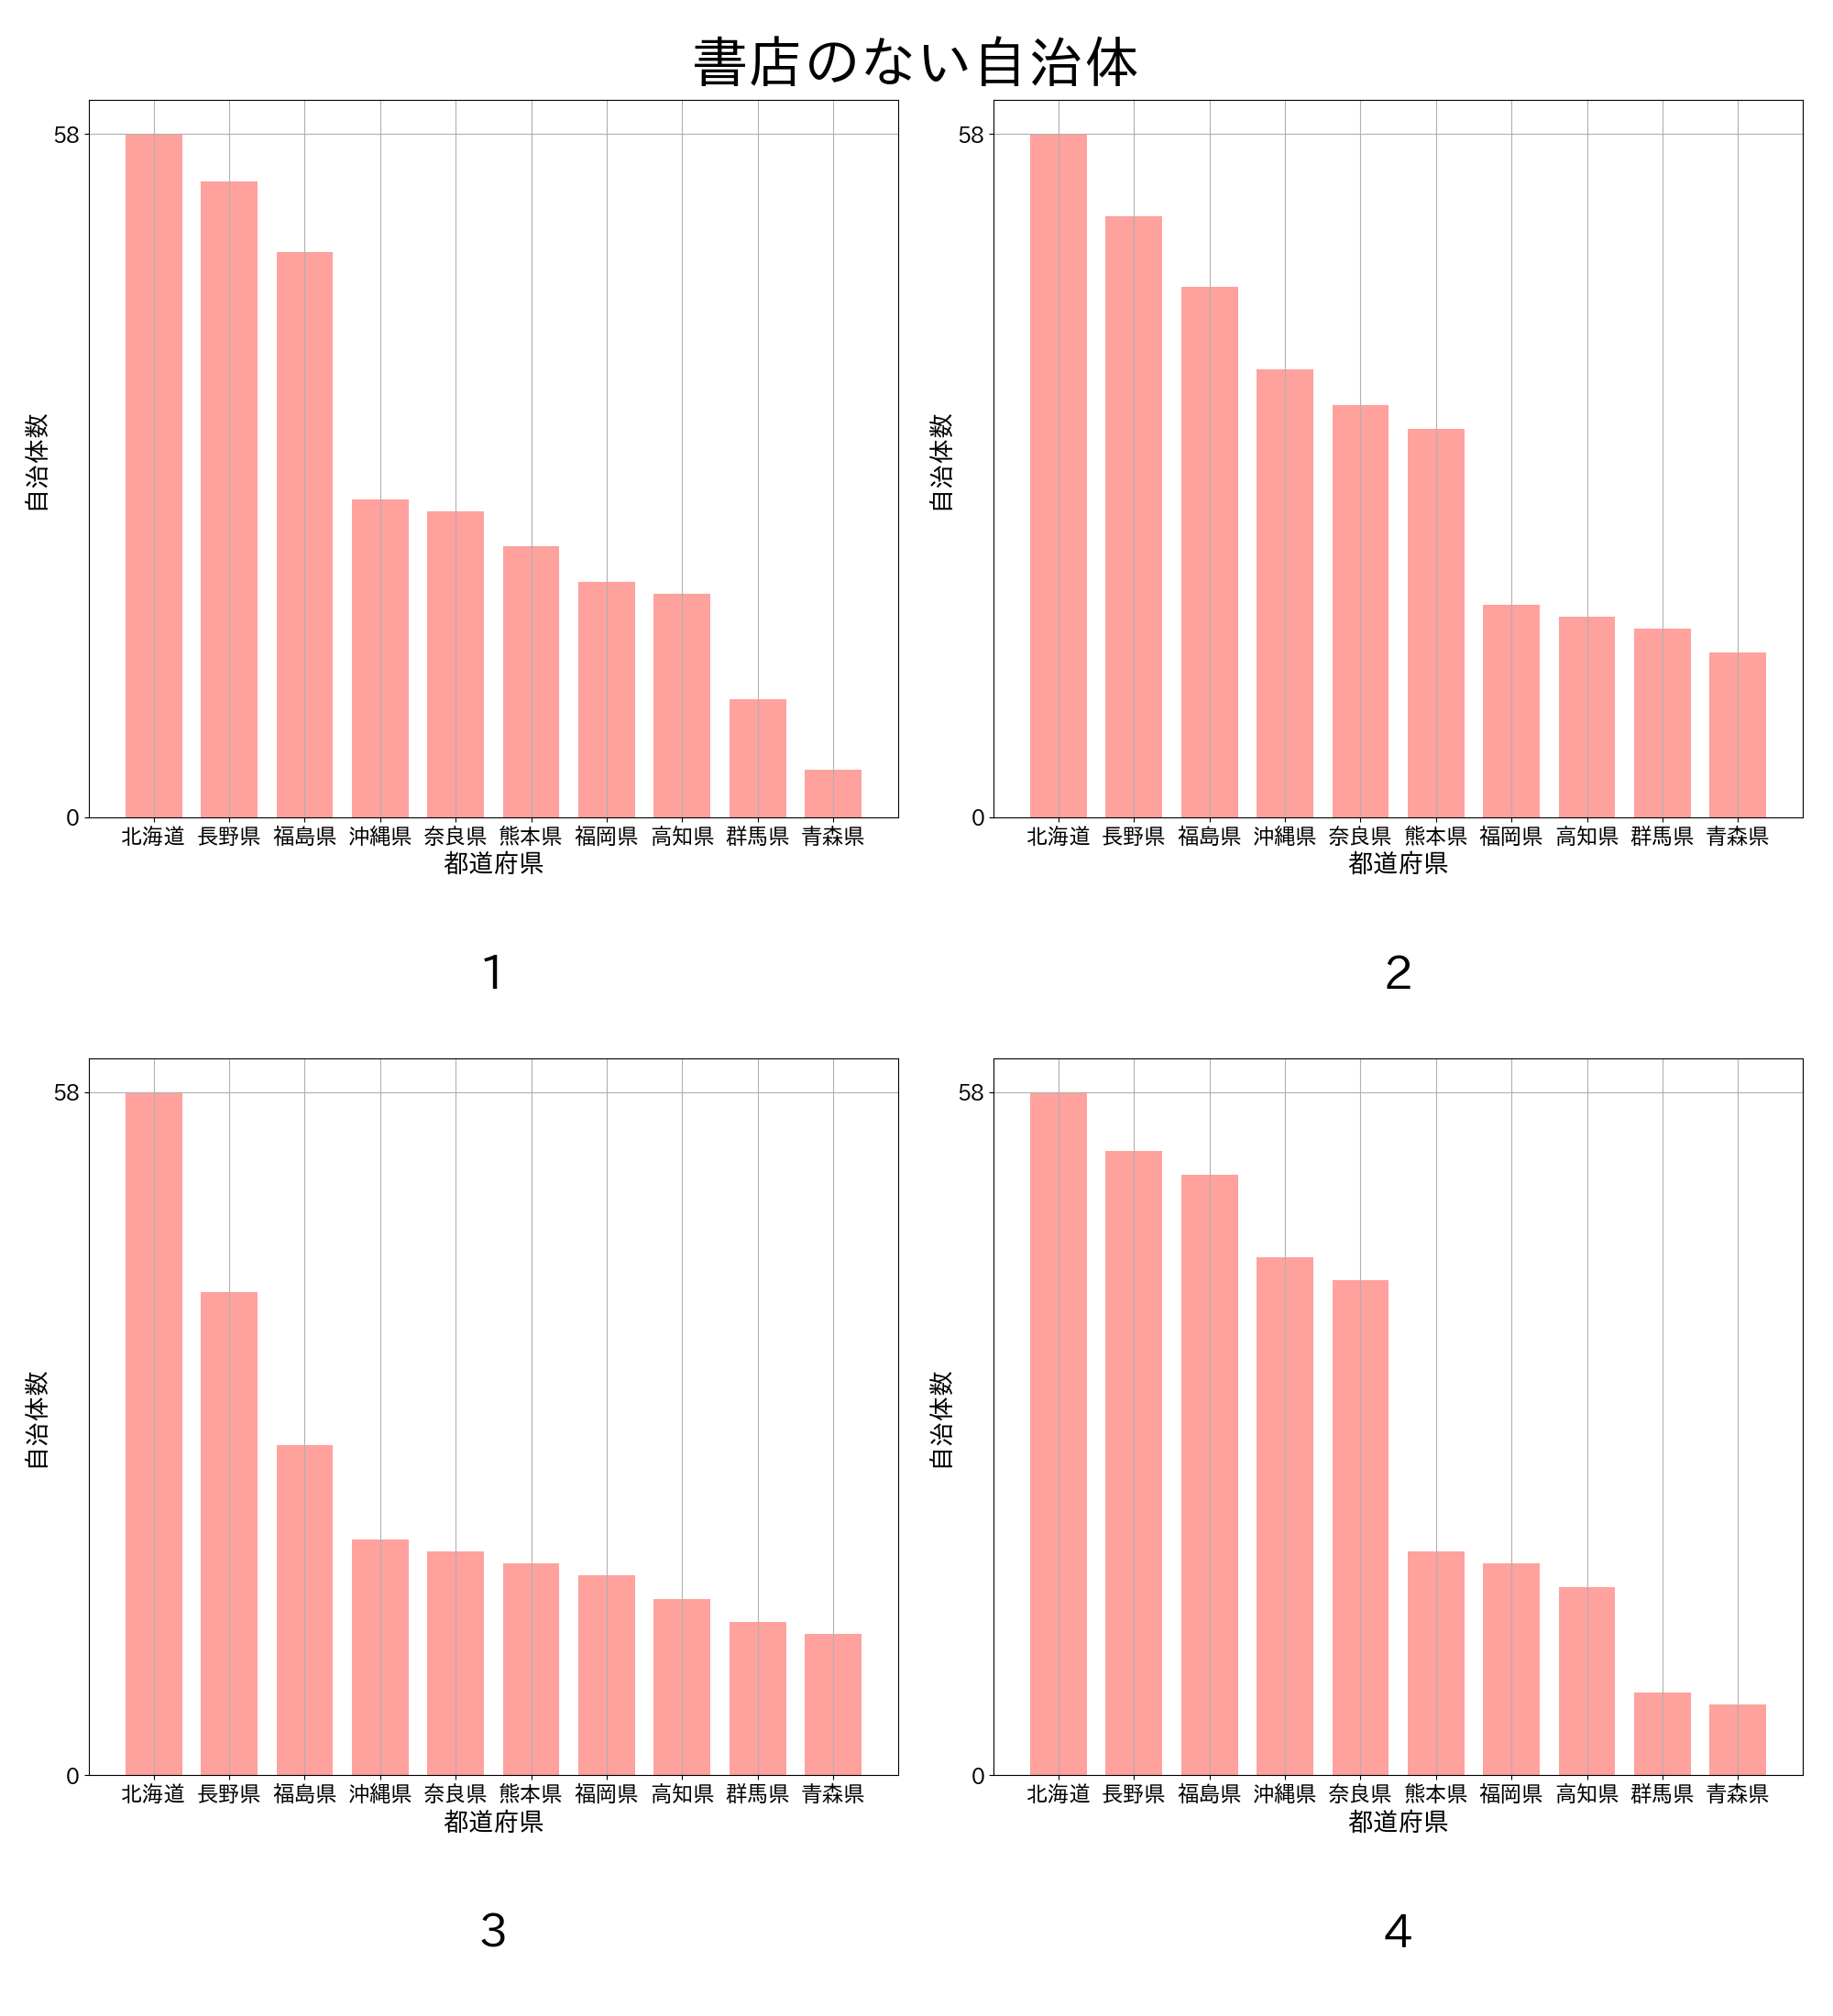 書店のない自治体
58
0
自治体数
北海道 長野県 福島県 沖縄県 奈良県 熊本県 福岡県 高知県 群馬県 青森県
都道府県
1
58
0
自治体数
北海道 長野県 福島県 沖縄県 奈良県 熊本県 福岡県 高知県 群馬県 青森県
都道府県
2
58
0
自治体数
北海道 長野県 福島県 沖縄県 奈良県 熊本県 福岡県 高知県 群馬県 青森県
都道府県
3
58
0
自治体数
北海道 長野県 福島県 沖縄県 奈良県 熊本県 福岡県 高知県 群馬県 青森県
都道府県
4